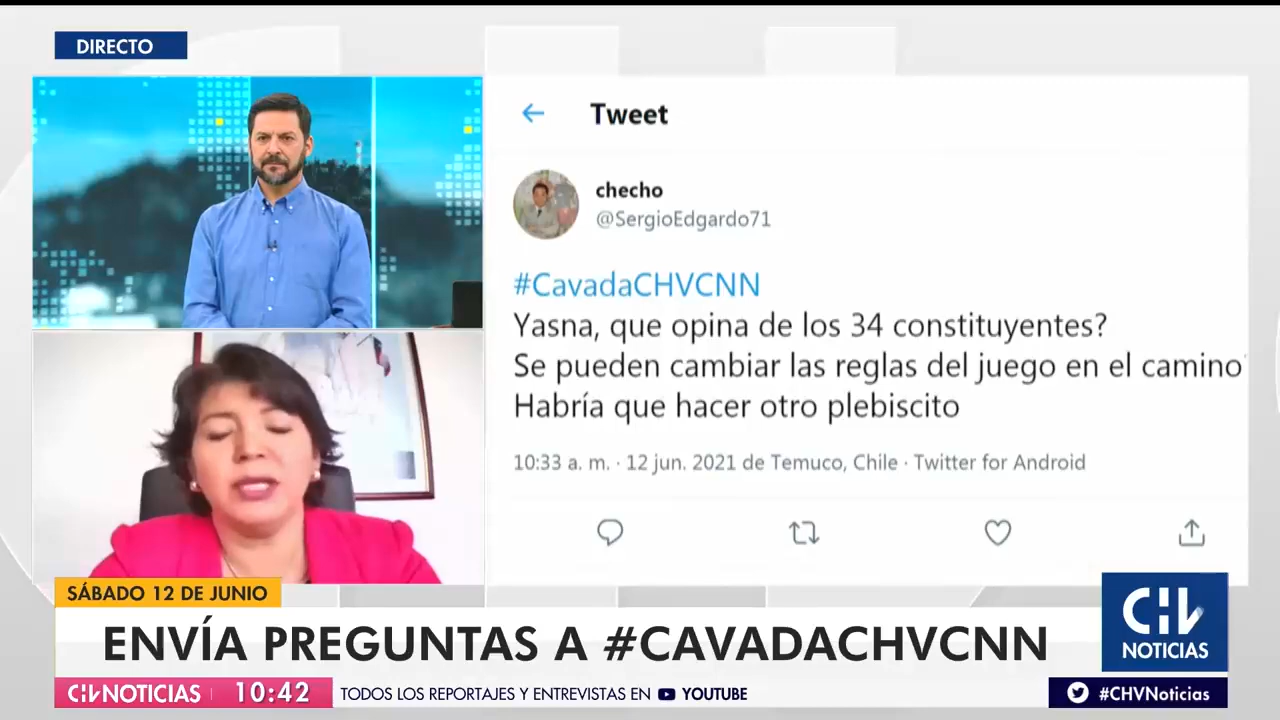 DIRECTO
Tweet
checho
@SergioEdgardo71
#CavadaCHVCNN
Yasna, que opina de los 34 constituyentes?
Se pueden cambiar las reglas del juego en el camino
Habría que hacer otro plebiscito
10:33 a. m. · 12 jun. 2021 de Temuco, Chile · Twitter for Android
SÁBADO 12 DE JUNIO
ENVÍA PREGUNTAS A #CAVADACHVCNN
CHV
NOTICIAS
CHV NOTICIAS 10:42 TODOS LOS REPORTAJES Y ENTREVISTAS EN YOUTUBE
#CHVNoticias